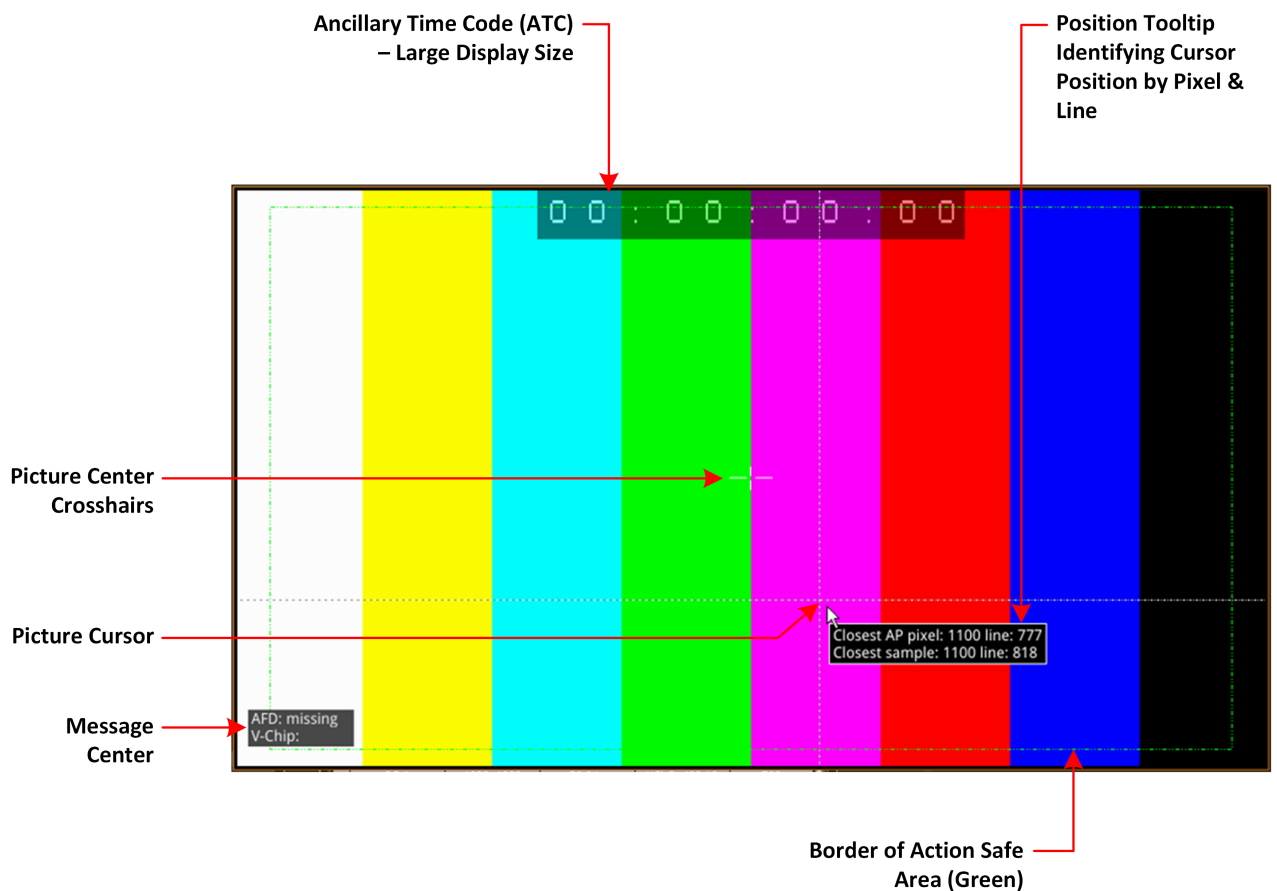 Ancillary Time Code (ATC)
– Large Display Size
Position Tooltip
Identifying Cursor
Position by Pixel &
Line
00:00:00:00
Picture Center
Crosshairs
Picture Cursor
Closest AP pixel: 1100 line: 777
Closest sample: 1100 line: 818
Message
Center
AFD: missing
V-Chip:
Border of Action Safe
Area (Green)